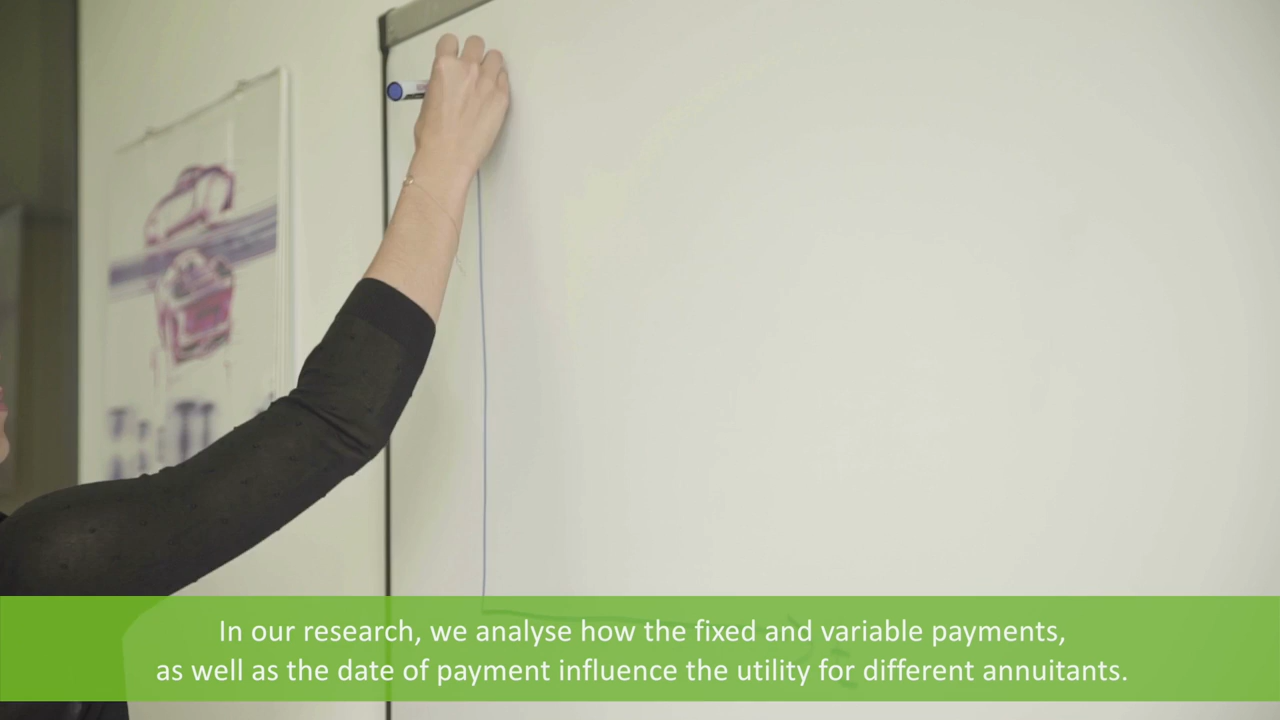 In our research, we analyse how the fixed and variable payments,
as well as the date of payment influence the utility for different annuitants.